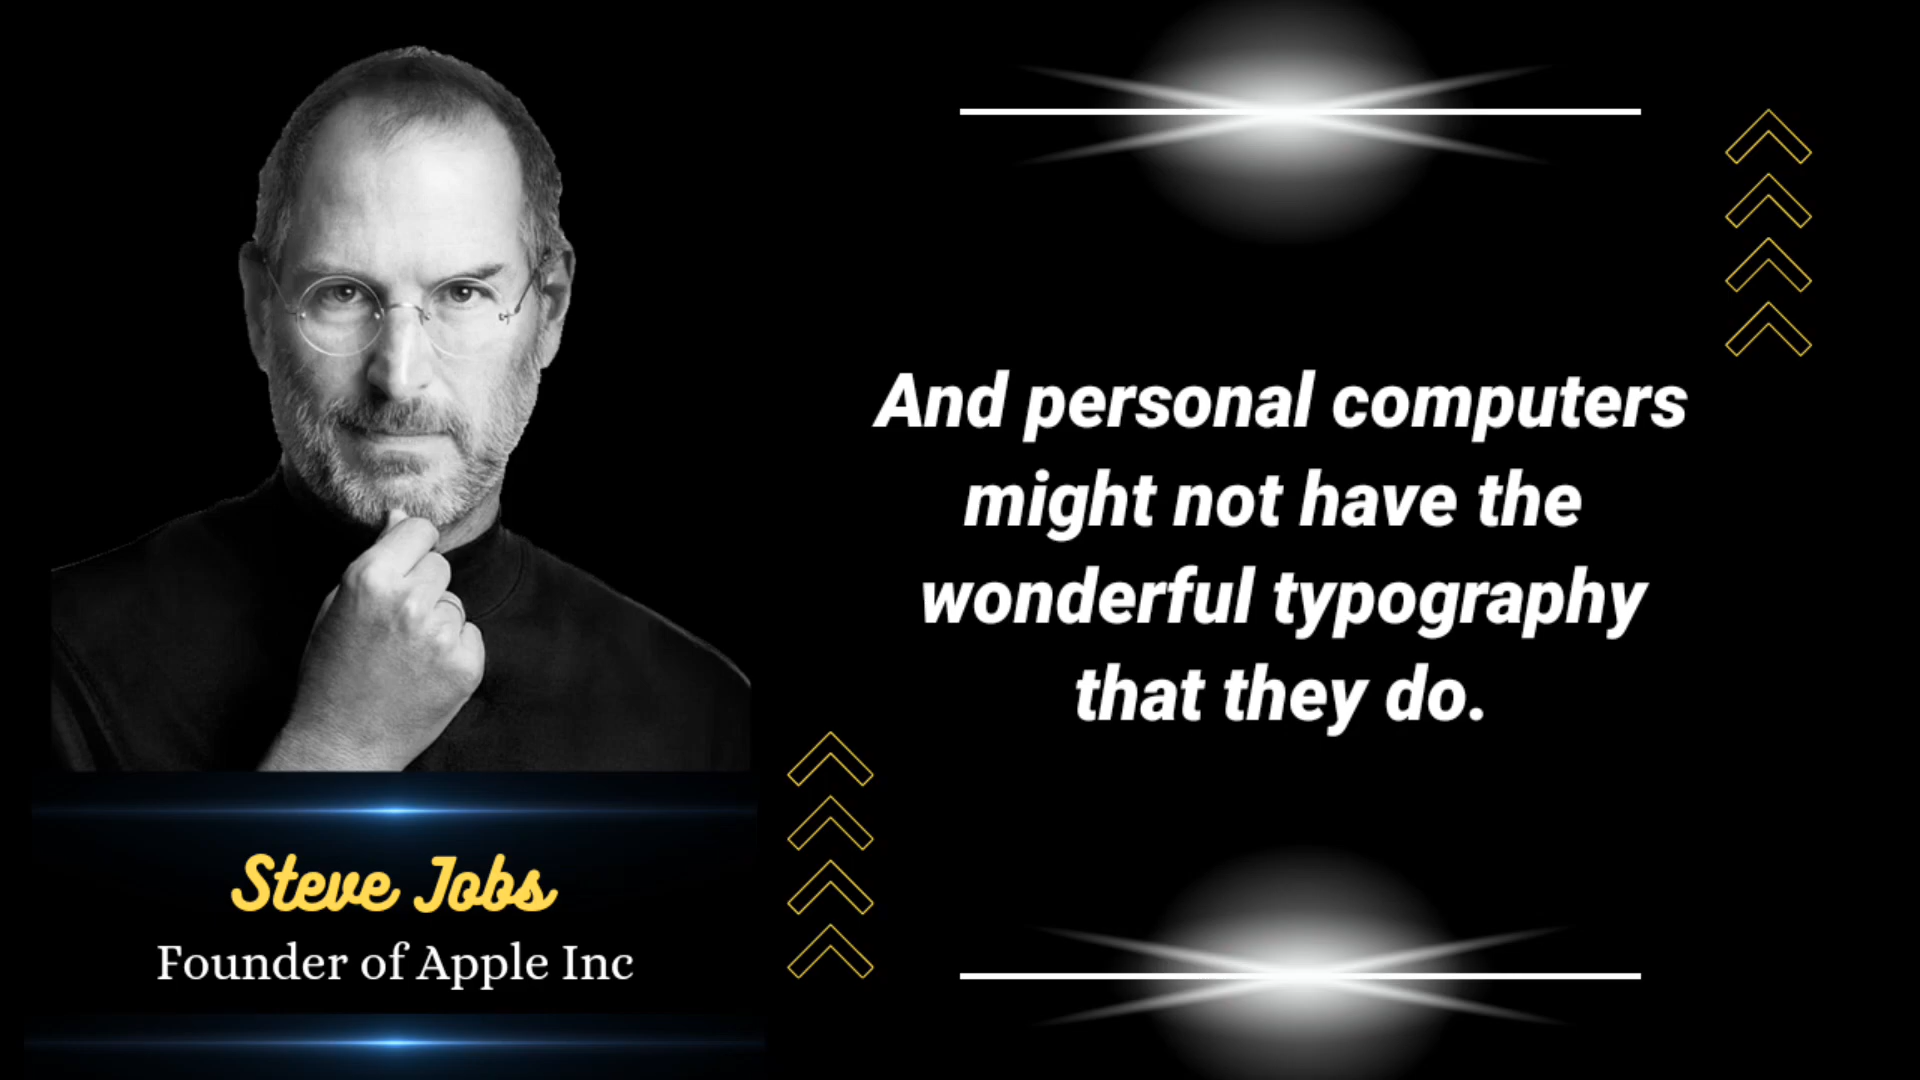 And personal computers
might not have the
wonderful typography
that they do.
Steve Jobs
Founder of Apple Inc